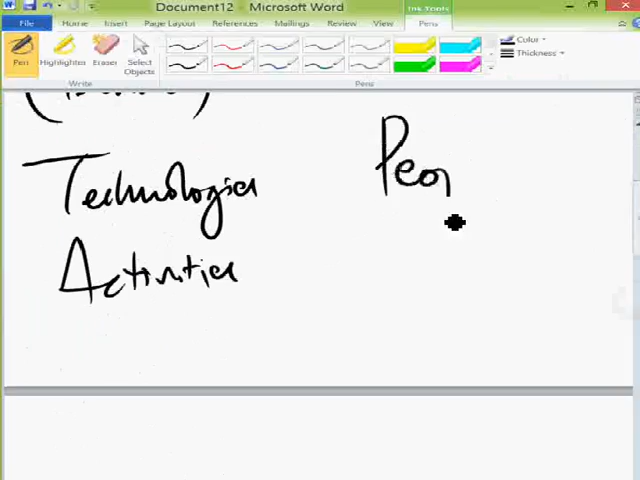 Document12 - Microsoft Word
Ink Tools
File Home Insert Page Layout References Mailings Review View Pens
Pen Highlighter Eraser Select Objects
Color
Thickness
Write Pens
Technologies
Activities
Peo